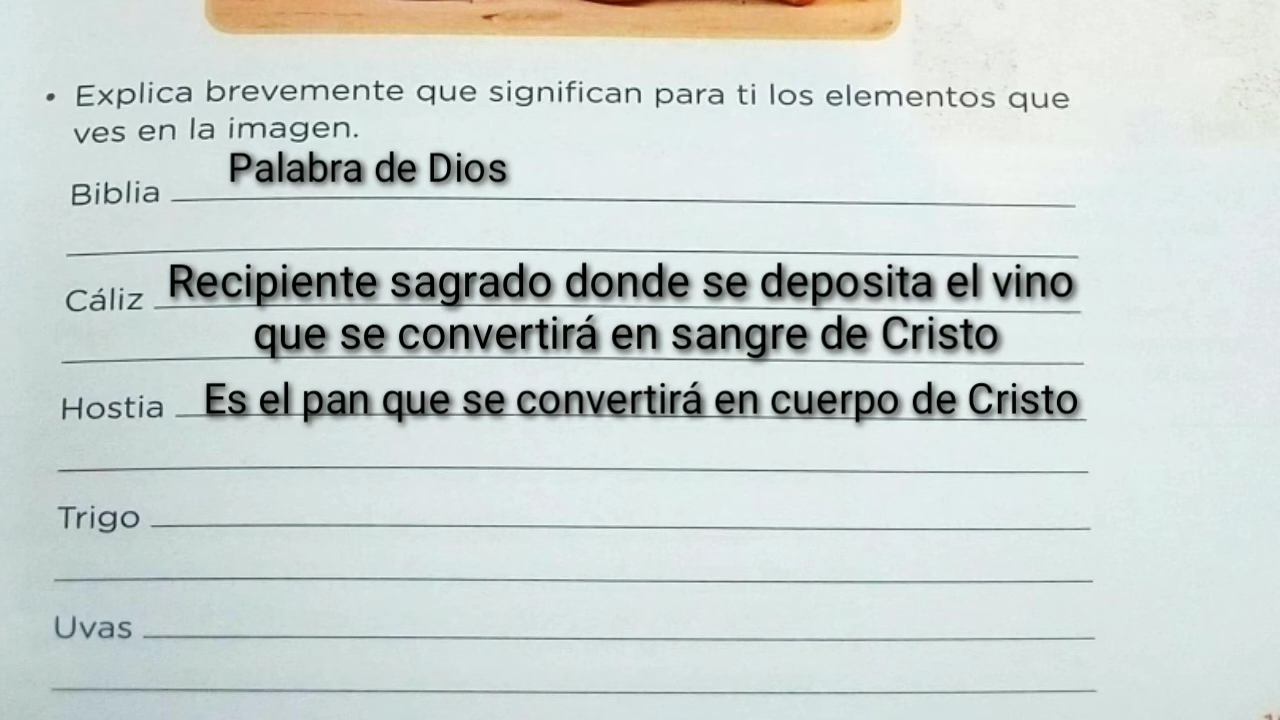 • Explica brevemente que significan para ti los elementos que
ves en la imagen.
Palabra de Dios
Biblia
Recipiente sagrado donde se deposita el vino
Cáliz
que se convertirá en sangre de Cristo
Hostia Es el pan que se convertirá en cuerpo de Cristo
Trigo
Uvas